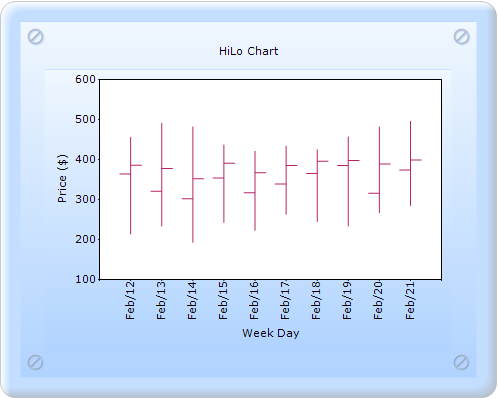 HiLo Chart
600
500
400
300
200
100
Price ($)
Feb/12
Feb/13
Feb/14
Feb/15
Feb/16
Feb/17
Feb/18
Feb/19
Feb/20
Feb/21
Week Day